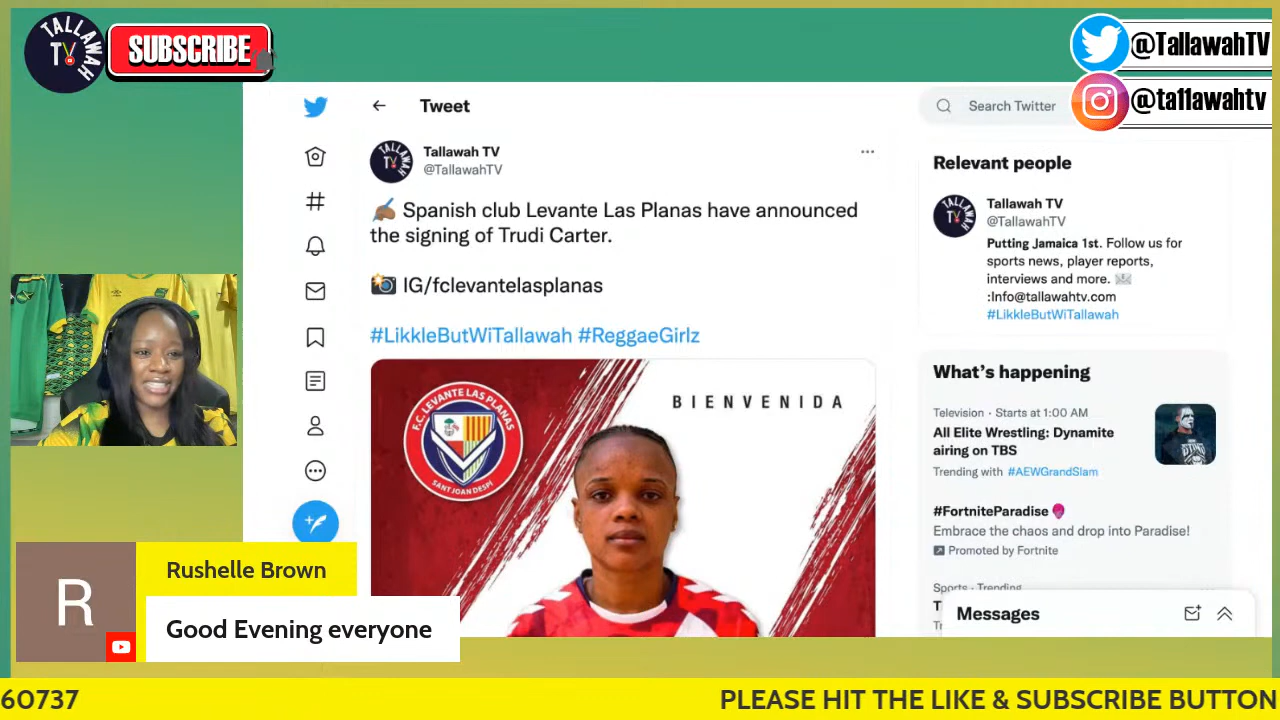 TALLAWAH
TV
SUBSCRIBE
@TallawahTV
@tallawahtv
Tweet
Search Twitter
Tallawah TV
@TallawahTV
Spanish club Levante Las Planas have announced
the signing of Trudi Carter.
IG/fclevantelasplanas
#LikkleButWiTallawah #ReggaeGirlz
F.C. LEVANTE LAS PLANAS
SANT JOAN DESPI
BIENVENIDA
Relevant people
Tallawah TV
@TallawahTV
Putting Jamaica 1st. Follow us for
sports news, player reports,
interviews and more.
:Info@tallawahtv.com
#LikkleButWiTallawah
What's happening
Television · Starts at 1:00 AM
All Elite Wrestling: Dynamite
airing on TBS
Trending with #AEWGrandSlam
#FortniteParadise
Embrace the chaos and drop into Paradise!
Promoted by Fortnite
Sports · Trending
Messages
R
Rushelle Brown
Good Evening everyone
60737
PLEASE HIT THE LIKE & SUBSCRIBE BUTTON